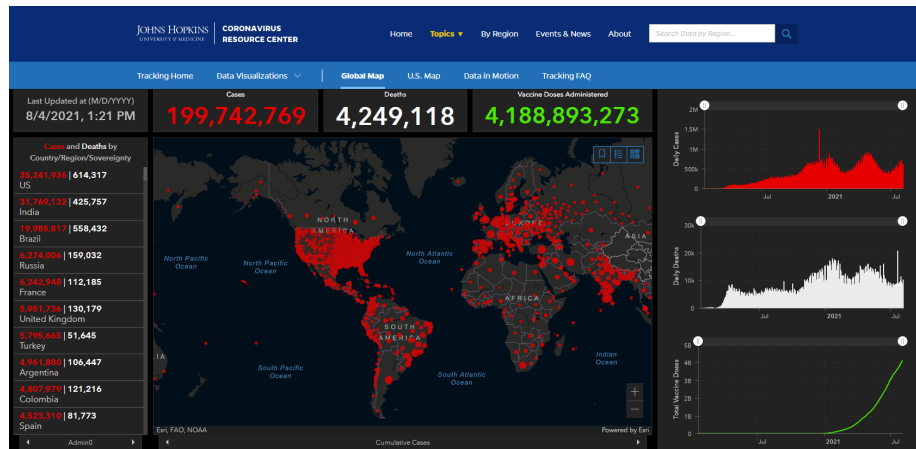 JOHNS HOPKINS
UNIVERSITY & MEDICINE
CORONAVIRUS
RESOURCE CENTER
Home
Topics ▾
By Region
Events & News
About
Search Data by Region...
Tracking Home
Data Visualizations
Global Map
U.S. Map
Data in Motion
Tracking FAQ
Last Updated at (M/D/YYYY)
8/4/2021, 1:21 PM
Cases
199,742,769
Deaths
4,249,118
Vaccine Doses Administered
4,188,893,273
Cases and Deaths by
Country/Region/Sovereignty
35,241,936 | 614,317
US
31,769,132 | 425,757
India
19,985,817 | 558,432
Brazil
6,274,006 | 159,032
Russia
6,242,948 | 112,185
France
5,951,736 | 130,179
United Kingdom
5,795,665 | 51,645
Turkey
4,961,880 | 106,447
Argentina
4,807,979 | 121,216
Colombia
4,523,310 | 81,773
Spain
Admin0
NORTH
AMERICA
EUROPE
ASIA
North Pacific
Ocean
North Pacific
Ocean
North Atlantic
Ocean
AFRICA
SOUTH
AMERICA
IA
South Pacific
Ocean
South Atlantic
Ocean
Indian
Ocean
+
−
Esri, FAO, NOAA
Powered by Esri
Cumulative Cases
Daily Cases
2M
1.5M
1M
500k
0
Jul
2021
Jul
Daily Deaths
30k
20k
10k
0
Jul
2021
Jul
Total Vaccine Doses
5B
4B
3B
2B
1B
0
Jul
2021
Jul